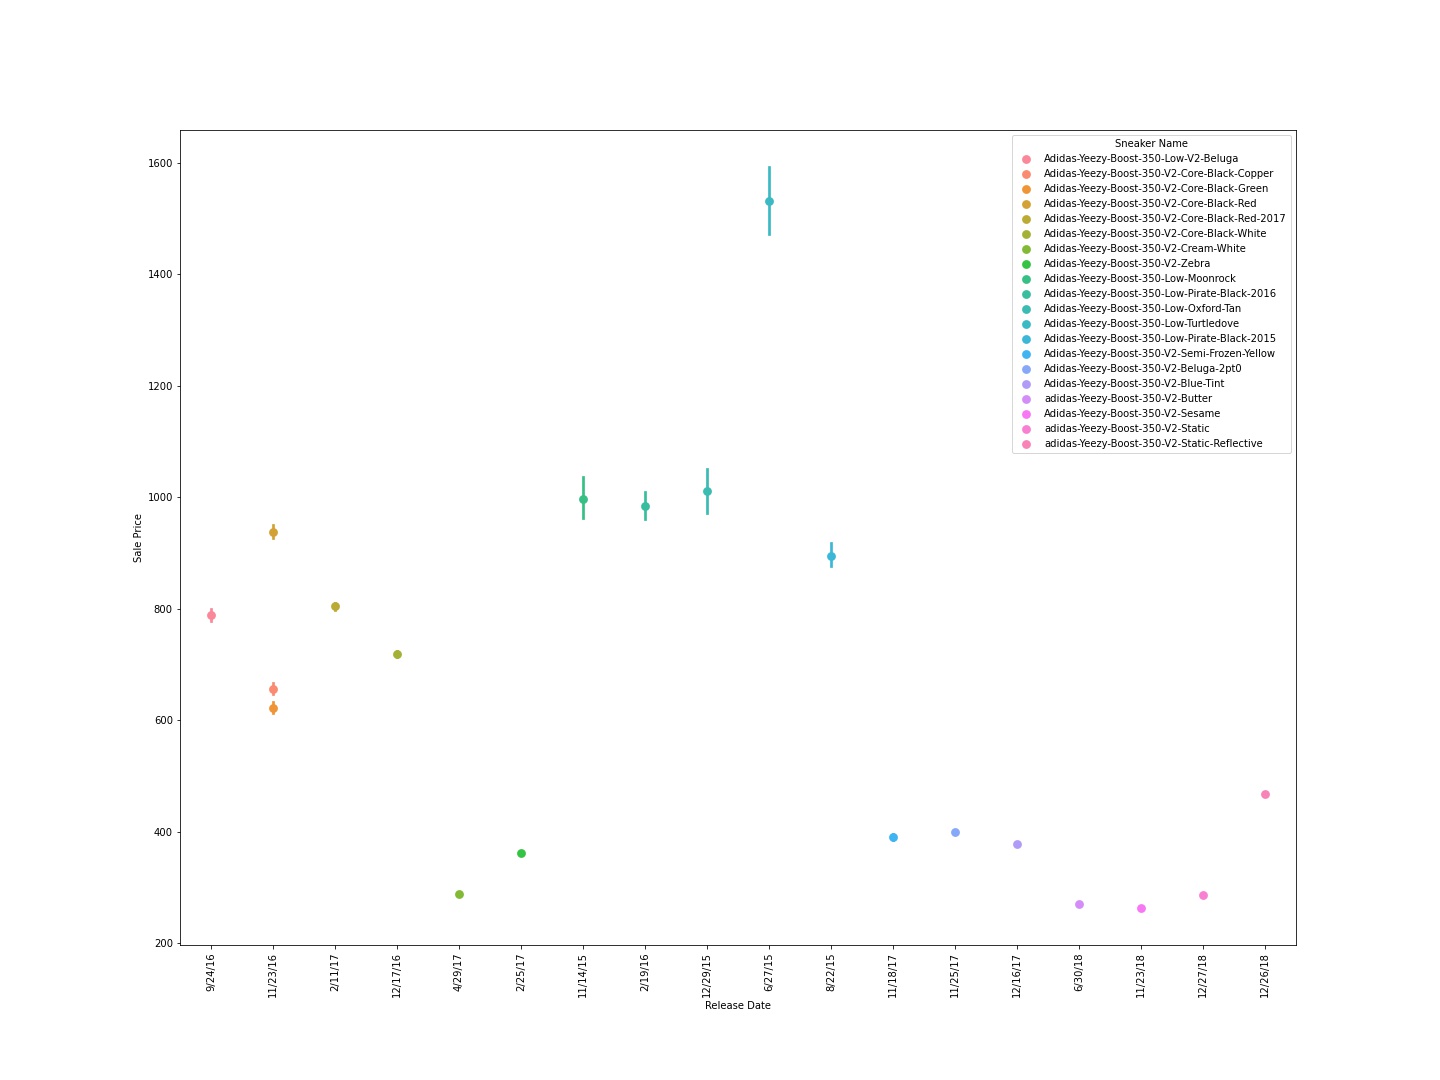 Sneaker Name
Adidas-Yeezy-Boost-350-Low-V2-Beluga
Adidas-Yeezy-Boost-350-V2-Core-Black-Copper
Adidas-Yeezy-Boost-350-V2-Core-Black-Green
Adidas-Yeezy-Boost-350-V2-Core-Black-Red
Adidas-Yeezy-Boost-350-V2-Core-Black-Red-2017
Adidas-Yeezy-Boost-350-V2-Core-Black-White
Adidas-Yeezy-Boost-350-V2-Cream-White
Adidas-Yeezy-Boost-350-V2-Zebra
Adidas-Yeezy-Boost-350-Low-Moonrock
Adidas-Yeezy-Boost-350-Low-Pirate-Black-2016
Adidas-Yeezy-Boost-350-Low-Oxford-Tan
Adidas-Yeezy-Boost-350-Low-Turtledove
Adidas-Yeezy-Boost-350-Low-Pirate-Black-2015
Adidas-Yeezy-Boost-350-V2-Semi-Frozen-Yellow
Adidas-Yeezy-Boost-350-V2-Beluga-2pt0
Adidas-Yeezy-Boost-350-V2-Blue-Tint
adidas-Yeezy-Boost-350-V2-Butter
Adidas-Yeezy-Boost-350-V2-Sesame
adidas-Yeezy-Boost-350-V2-Static
adidas-Yeezy-Boost-350-V2-Static-Reflective
1600
1400
1200
1000
800
600
400
200
Sale Price
9/24/16
11/23/16
2/11/17
12/17/16
4/29/17
2/25/17
11/14/15
2/19/16
12/29/15
6/27/15
8/22/15
11/18/17
11/25/17
12/16/17
6/30/18
11/23/18
12/27/18
12/26/18
Release Date